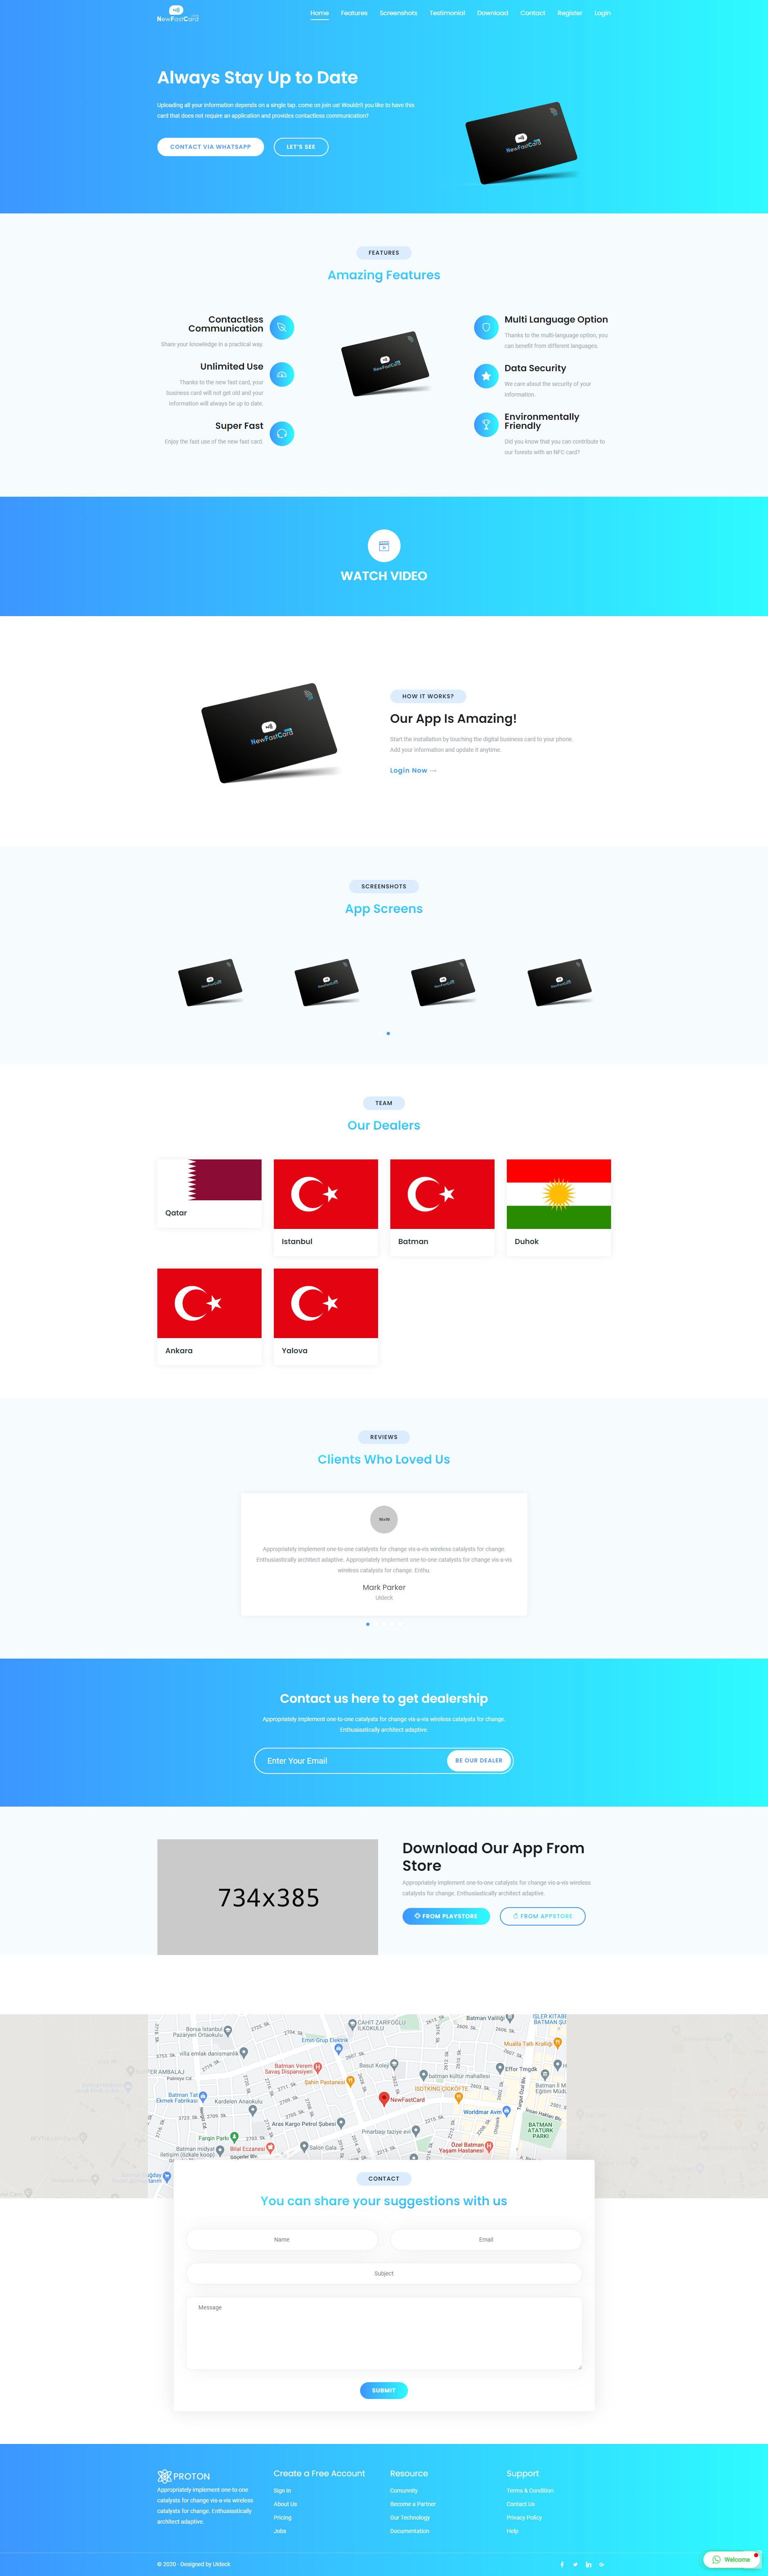 NewFastCard
Home Features Screenshots Testimonial Download Contact Register Login
Always Stay Up to Date
Uploading all your information depends on a single tap. come on join us! Wouldn't you like to have this
card that does not require an application and provides contactless communication?
CONTACT VIA WHATSAPP
LET'S SEE
NewFastCard
FEATURES
Amazing Features
Contactless
Communication
Share your knowledge in a practical way.
Unlimited Use
Thanks to the new fast card, your
business card will not get old and your
information will always be up to date.
Super Fast
Enjoy the fast use of the new fast card.
NewFastCard
Multi Language Option
Thanks to the multi-language option, you
can benefit from different languages.
Data Security
We care about the security of your
information.
Environmentally
Friendly
Did you know that you can contribute to
our forests with an NFC card?
WATCH VIDEO
NewFastCard
HOW IT WORKS?
Our App Is Amazing!
Start the installation by touching the digital business card to your phone.
Add your information and update it anytime.
Login Now
SCREENSHOTS
App Screens
NewFastCard
NewFastCard
NewFastCard
NewFastCard
TEAM
Our Dealers
Qatar
Istanbul
Batman
Duhok
Ankara
Yalova
REVIEWS
Clients Who Loved Us
Appropriately implement one-to-one catalysts for change vis-a-vis wireless catalysts for change.
Enthusiastically architect adaptive. Appropriately implement one-to-one catalysts for change vis-a-vis
wireless catalysts for change. Enthu.
Mark Parker
Uideck
Contact us here to get dealership
Appropriately implement one-to-one catalysts for change vis-a-vis wireless catalysts for change.
Enthusiastically architect adaptive.
Enter Your Email
BE OUR DEALER
734x385
Download Our App From
Store
Appropriately implement one-to-one catalysts for change vis-a-vis wireless
catalysts for change. Enthusiastically architect adaptive.
FROM PLAYSTORE
FROM APPSTORE
Borsa İstanbul
Pazaryeri Ortaokulu
CAHİT ZARİFOĞLU
İLKOKULU
Batman Valiliği
Emin Grup Elektrik
villa emlak danışmanlık
Batman Verem
Savaş Dispanseri
Başut Koleji
Mualla Tatlı Krallığı
Effor Tmgdk
Batman Tat
Ekmek Fabrikası
Kardelen Anaokulu
Şahin Pastanesi
batman kültür mahallesi
İSOTKİNG ÇİĞKÖFTE
NewFastCard
Worldmar Avm
Aras Kargo Petrol Şubesi
Fargin Parkı
Pınarbaşı taziye evi
BATMAN
ATATÜRK
PARKI
Batman midyat
iletişim (özkale koop)
Bilal Eczanesi
Salon Gala
Özel Batman
Yaşam Hastanesi
CONTACT
You can share your suggestions with us
Name
Email
Subject
Message
SUBMIT
PROTON
Appropriately implement one-to-one
catalysts for change vis-a-vis wireless
catalysts for change. Enthusiastically
architect adaptive.
Create a Free Account
Sign In
About Us
Pricing
Jobs
Resource
Comunnity
Become a Partner
Our Technology
Documentation
Support
Terms & Condition
Contact Us
Privacy Policy
Help
© 2020 - Designed by Uideck
Welcome